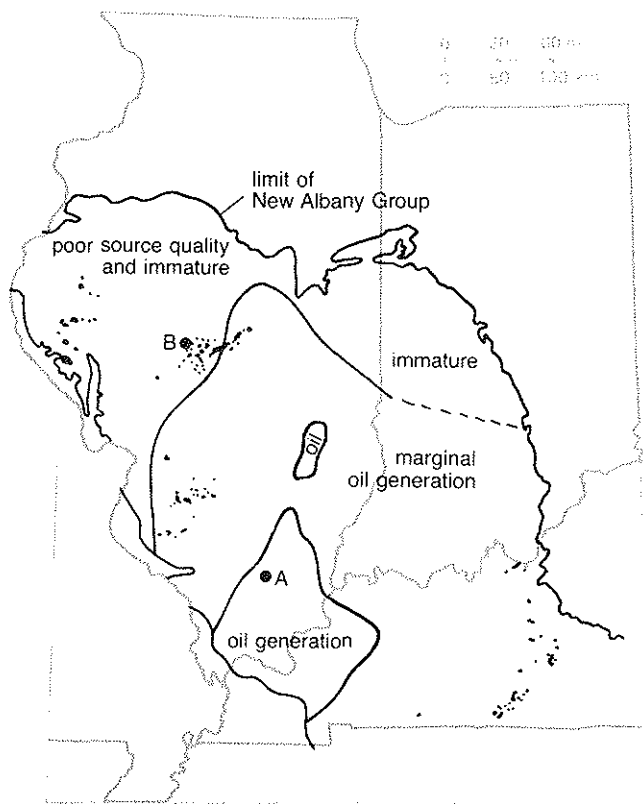 limit of
New Albany Group
poor source quality
and immature
B
immature
oil
marginal
oil generation
A
oil generation